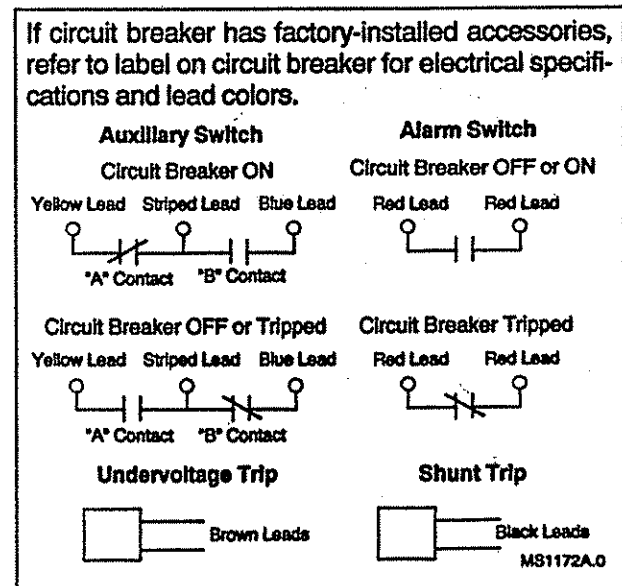 If circuit breaker has factory-installed accessories,
refer to label on circuit breaker for electrical specifi-
cations and lead colors.
Auxiliary Switch
Circuit Breaker ON
Yellow Lead Striped Lead Blue Lead
"A" Contact "B" Contact
Alarm Switch
Circuit Breaker OFF or ON
Red Lead Red Lead
Circuit Breaker OFF or Tripped
Yellow Lead Striped Lead Blue Lead
"A" Contact "B" Contact
Circuit Breaker Tripped
Red Lead Red Lead
Undervoltage Trip
Brown Leads
Shunt Trip
Black Leads
MS1172A.0